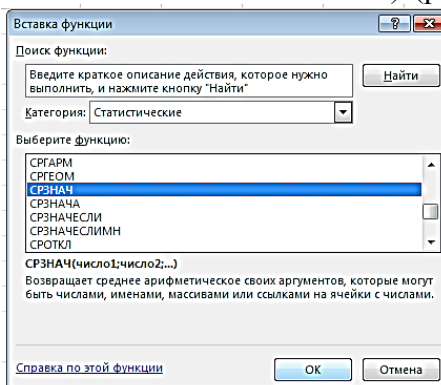 Вставка функции
Поиск функции:
Введите краткое описание действия, которое нужно
выполнить, и нажмите кнопку "Найти"
Найти
Категория: Статистические
Выберите функцию:
СРГАРМ
СРГЕОМ
СРЗНАЧ
СРЗНАЧА
СРЗНАЧЕСЛИ
СРЗНАЧЕСЛИМН
СРОТКЛ
СРЗНАЧ(число1;число2;...)
Возвращает среднее арифметическое своих аргументов, которые могут
быть числами, именами, массивами или ссылками на ячейки с числами.
Справка по этой функции
ОК
Отмена